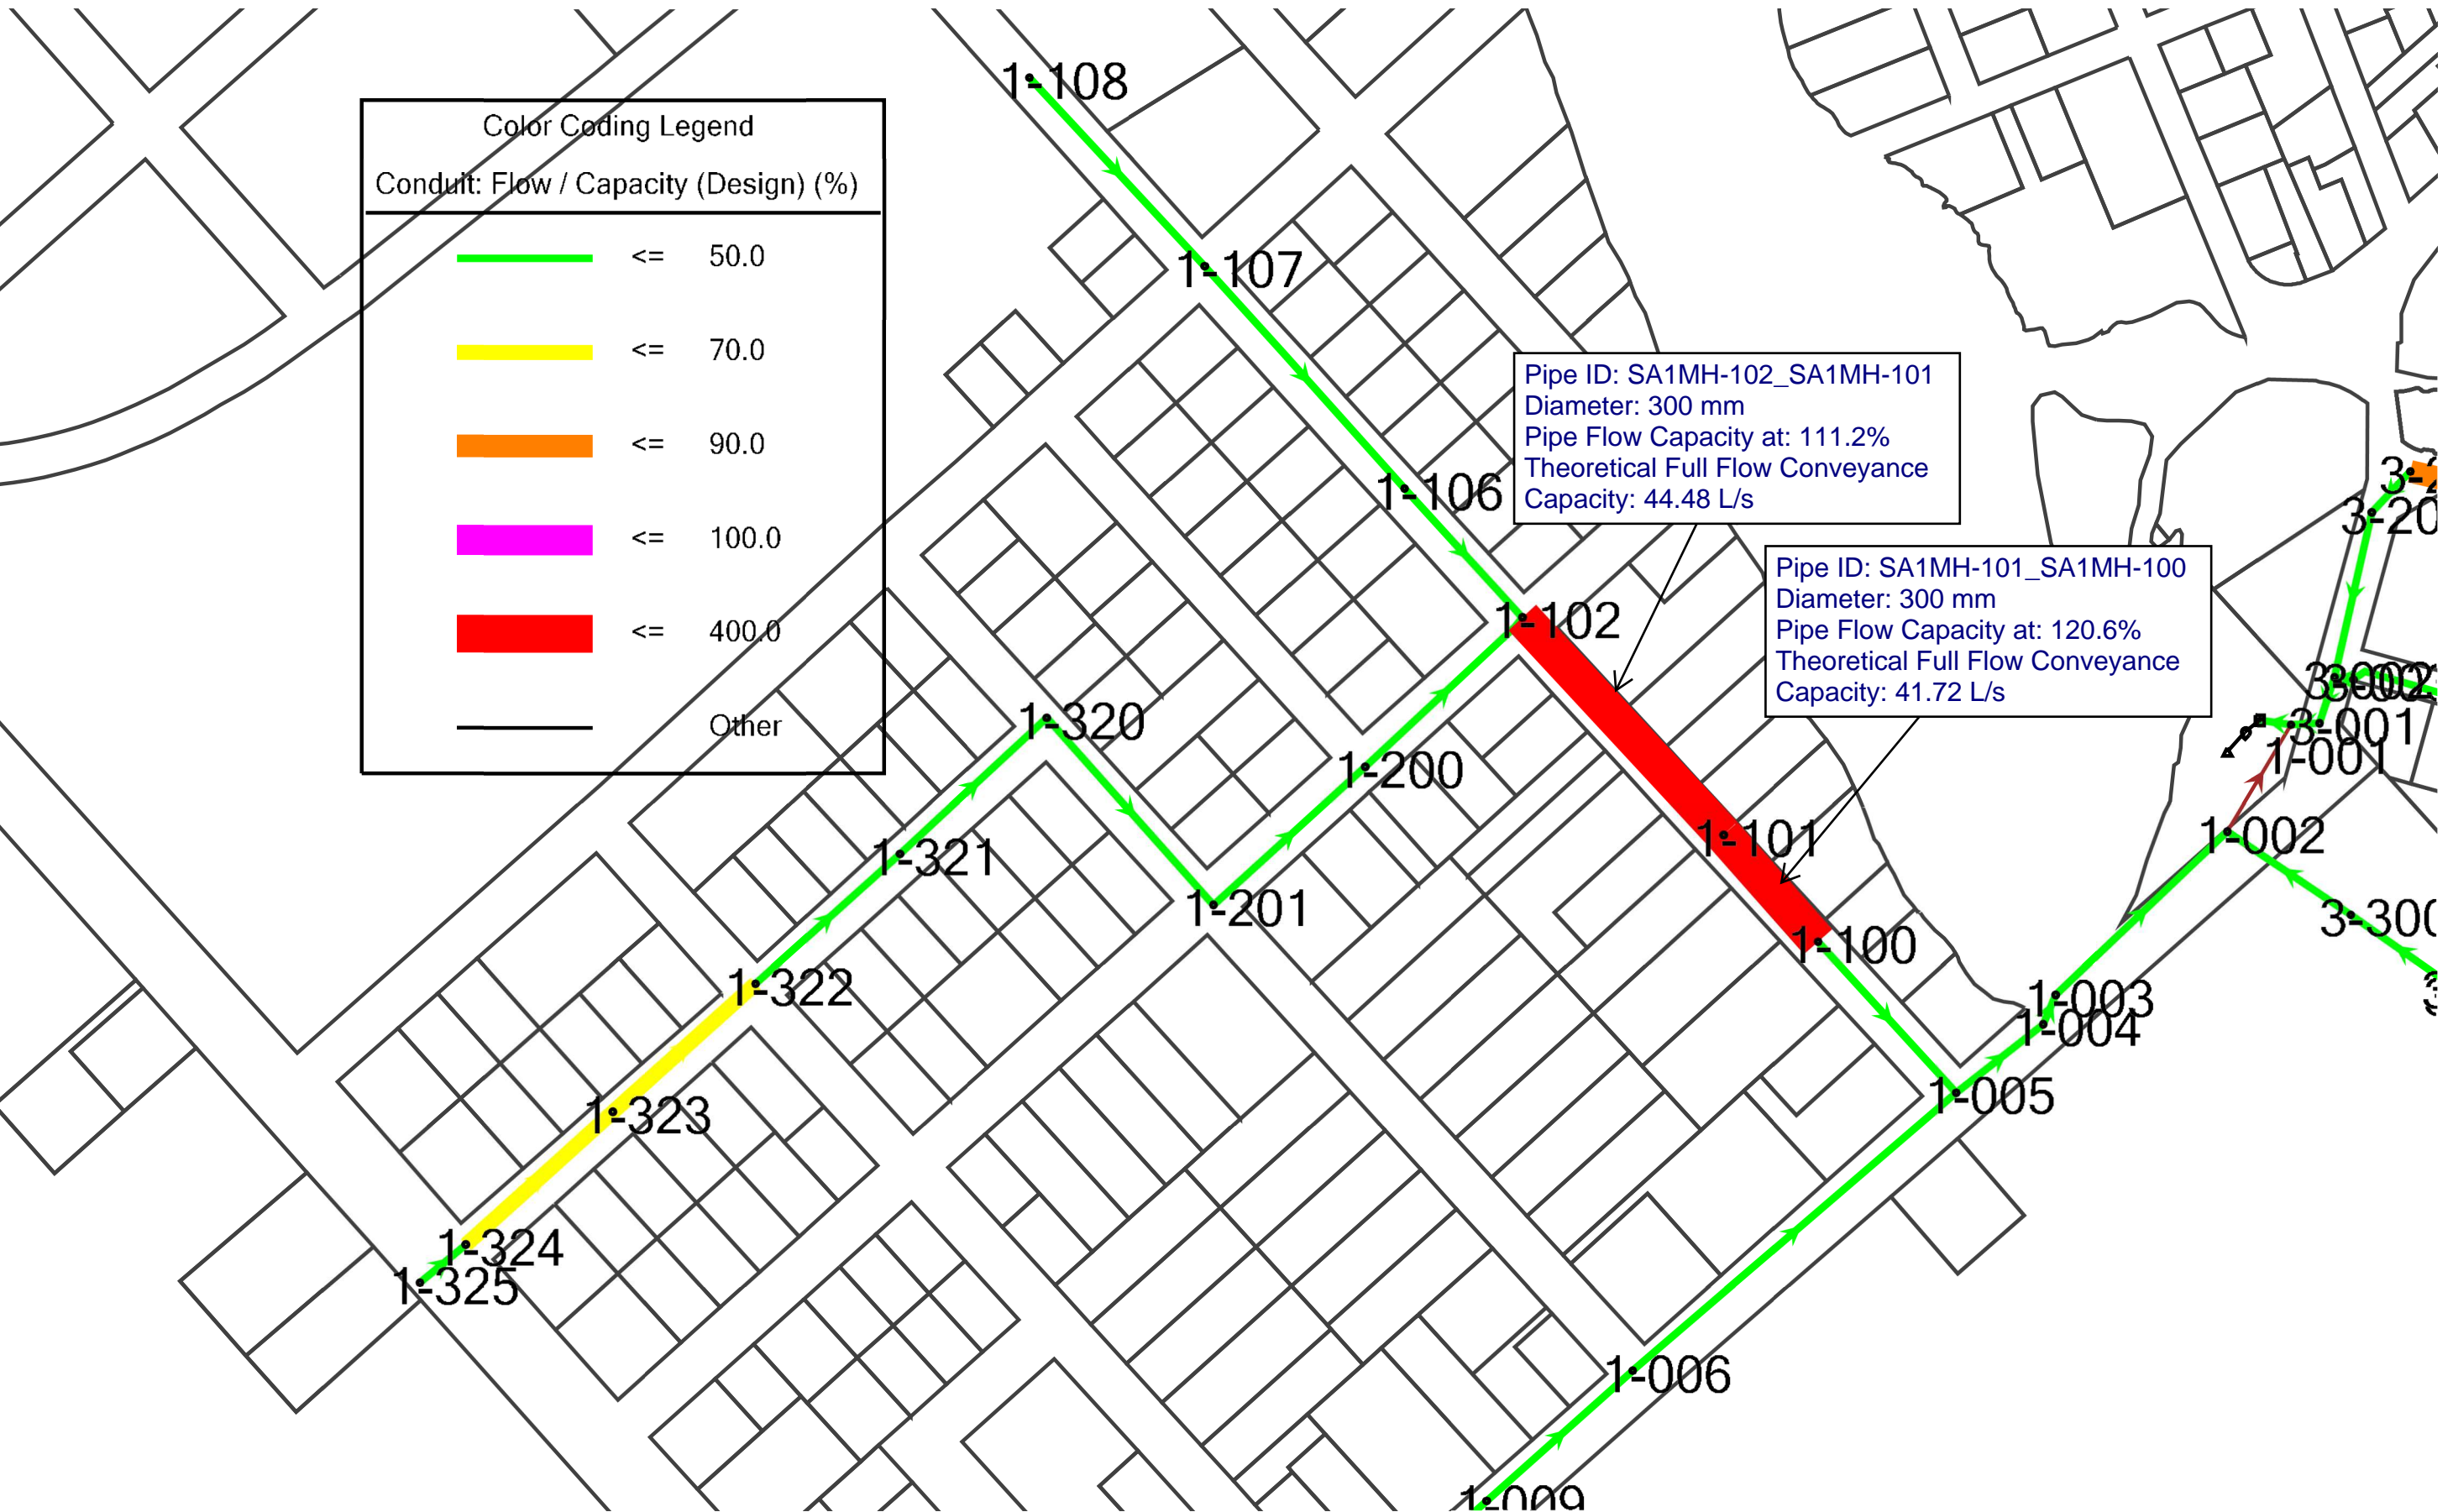 1-108
Color Coding Legend
Conduit: Flow / Capacity (Design) (%)
<= 50.0
<= 70.0
<= 90.0
<= 100.0
<= 400.0
Other
1-107
1-106
Pipe ID: SA1MH-102_SA1MH-101
Diameter: 300 mm
Pipe Flow Capacity at: 111.2%
Theoretical Full Flow Conveyance
Capacity: 44.48 L/s
Pipe ID: SA1MH-101_SA1MH-100
Diameter: 300 mm
Pipe Flow Capacity at: 120.6%
Theoretical Full Flow Conveyance
Capacity: 41.72 L/s
1-102
1-320
1-200
3-001
1-001
1-101
1-002
1-321
1-201
1-100
1-322
1-003
1-004
1-005
1-323
1-324
1-325
1-006
1-009